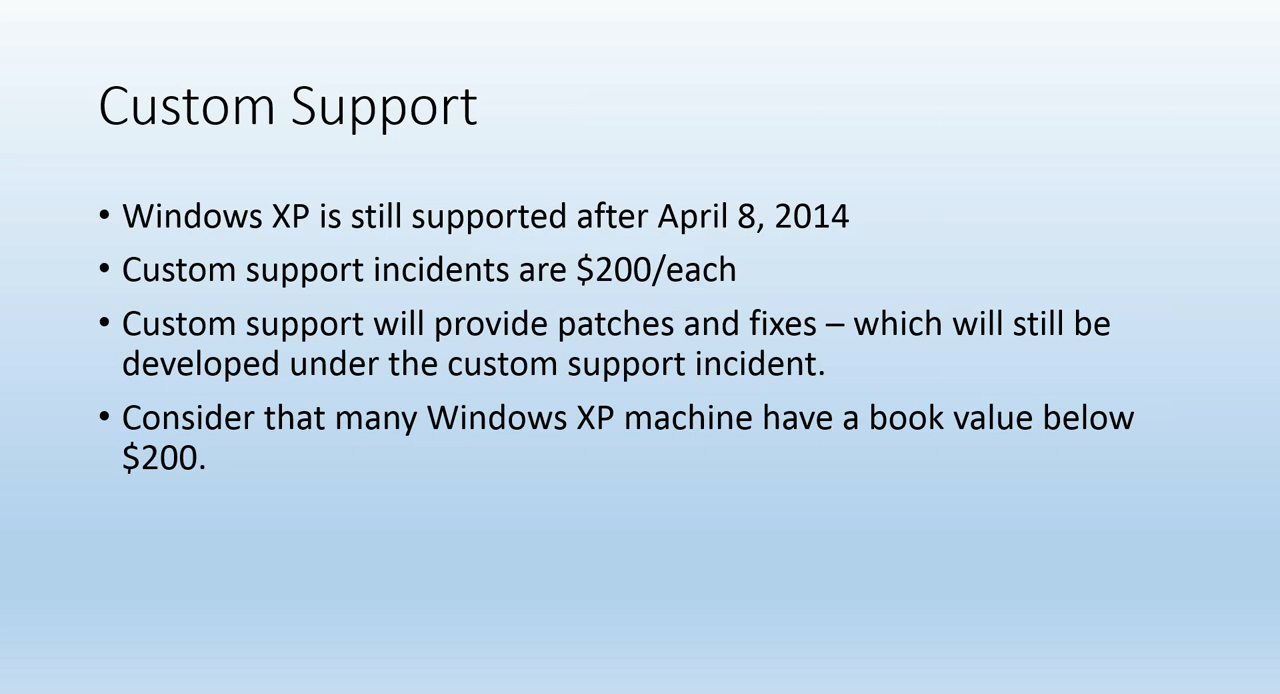 Custom Support
• Windows XP is still supported after April 8, 2014
• Custom support incidents are $200/each
• Custom support will provide patches and fixes – which will still be
developed under the custom support incident.
• Consider that many Windows XP machine have a book value below
$200.